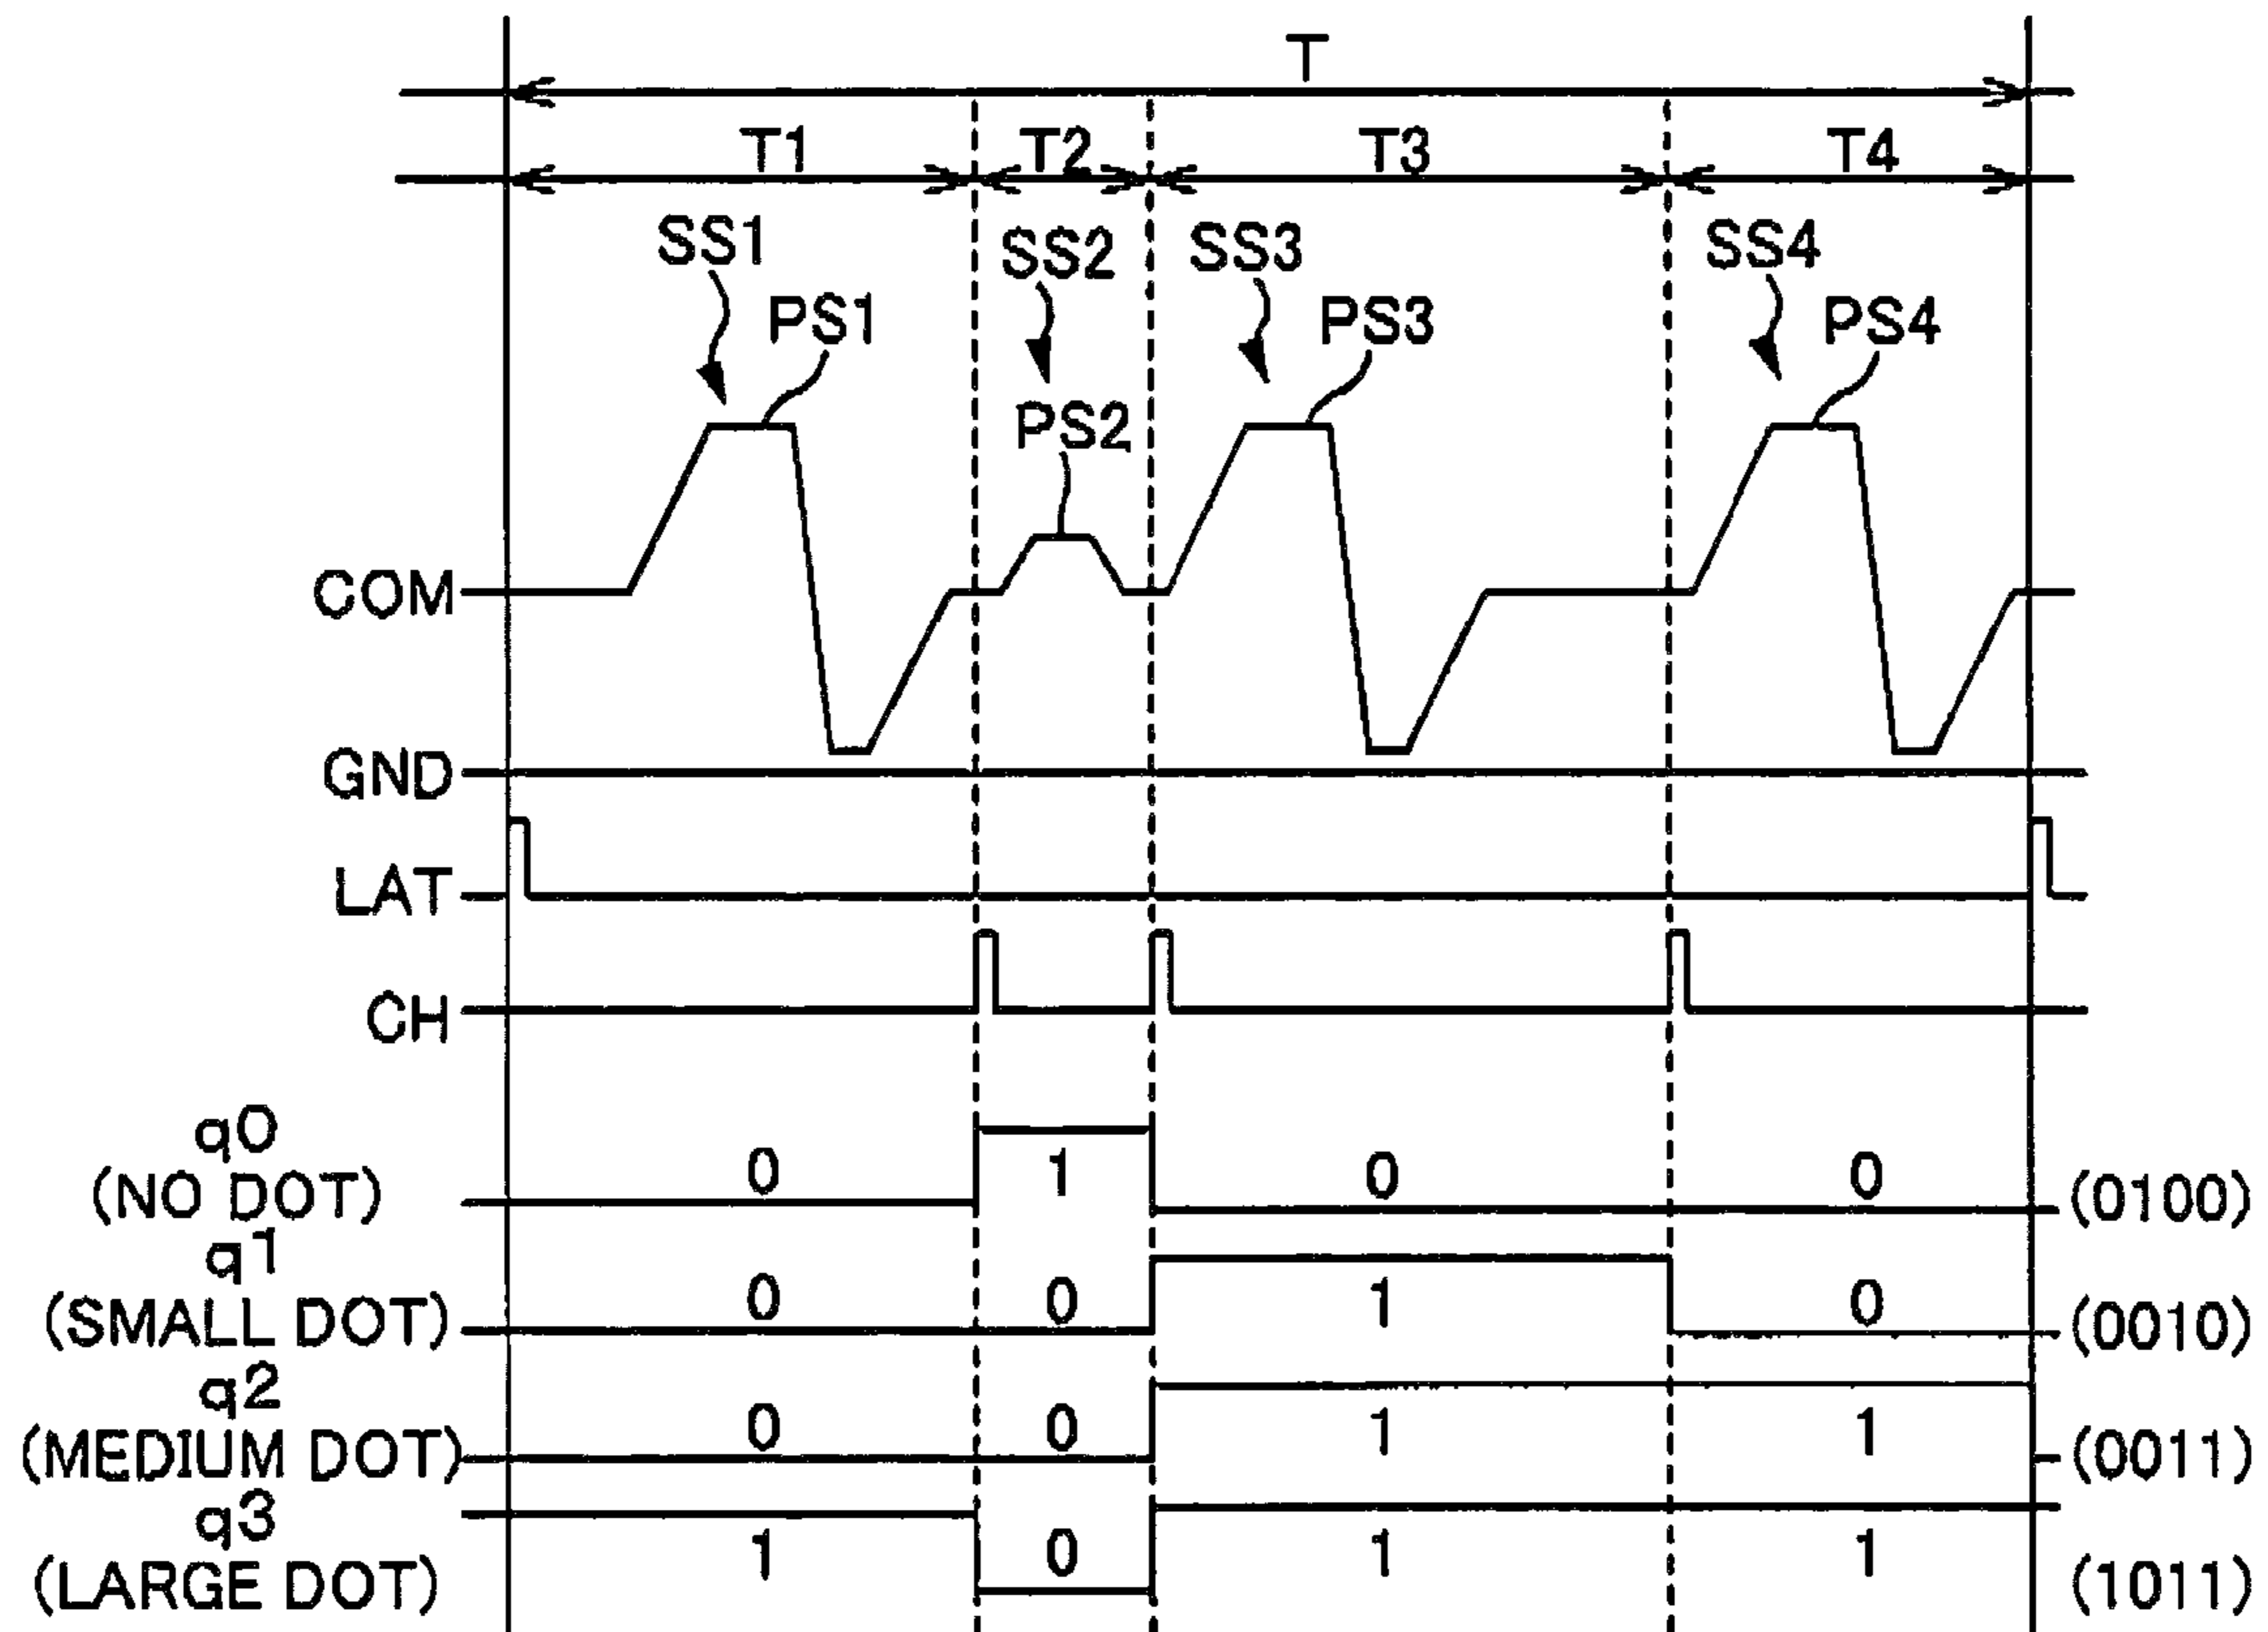 T
T1 T2 T3 T4
SS1 SS2 SS3 SS4
PS1 PS3 PS4
PS2
COM
GND
LAT
CH
q0
(NO DOT) 0 1 0 0 (0100)
q1
(SMALL DOT) 0 0 1 0 (0010)
q2
(MEDIUM DOT) 0 0 1 1 (0011)
q3
(LARGE DOT) 1 0 1 1 (1011)